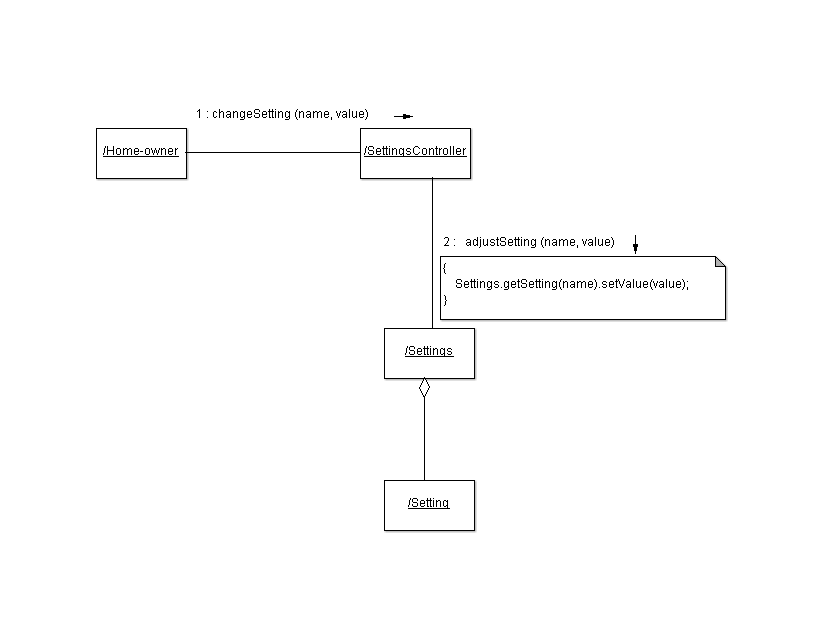 1 : changeSetting (name, value)
/Home-owner
/SettingsController
2 : adjustSetting (name, value)
{
Settings.getSetting(name).setValue(value);
}
/Settings
/Setting